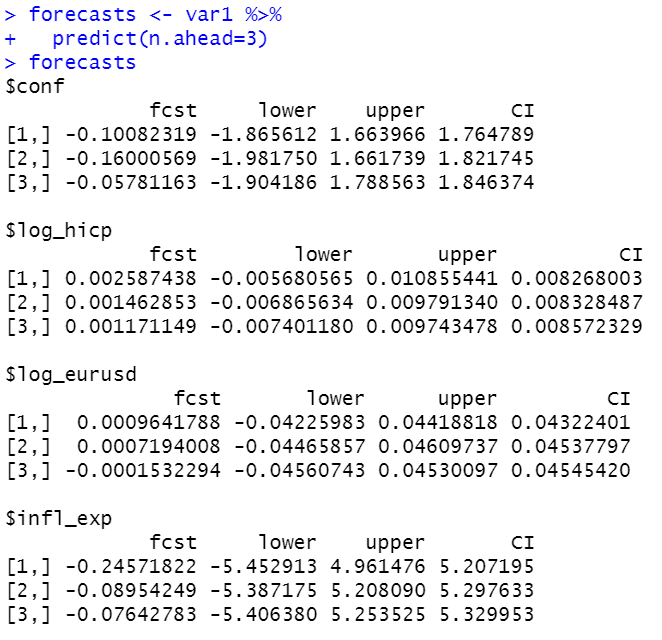 > forecasts <- var1 %>%
+   predict(n.ahead=3)
> forecasts
$conf
            fcst     lower    upper       CI
[1,] -0.10082319 -1.865612 1.663966 1.764789
[2,] -0.16000569 -1.981750 1.661739 1.821745
[3,] -0.05781163 -1.904186 1.788563 1.846374

$log_hicp
            fcst        lower       upper          CI
[1,] 0.002587438 -0.005680565 0.010855441 0.008268003
[2,] 0.001462853 -0.006865634 0.009791340 0.008328487
[3,] 0.001171149 -0.007401180 0.009743478 0.008572329

$log_eurusd
              fcst       lower      upper         CI
[1,]  0.0009641788 -0.04225983 0.04418818 0.04322401
[2,]  0.0007194008 -0.04465857 0.04609737 0.04537797
[3,] -0.0001532294 -0.04560743 0.04530097 0.04545420

$infl_exp
            fcst     lower    upper       CI
[1,] -0.24571822 -5.452913 4.961476 5.207195
[2,] -0.08954249 -5.387175 5.208090 5.297633
[3,] -0.07642783 -5.406380 5.253525 5.329953